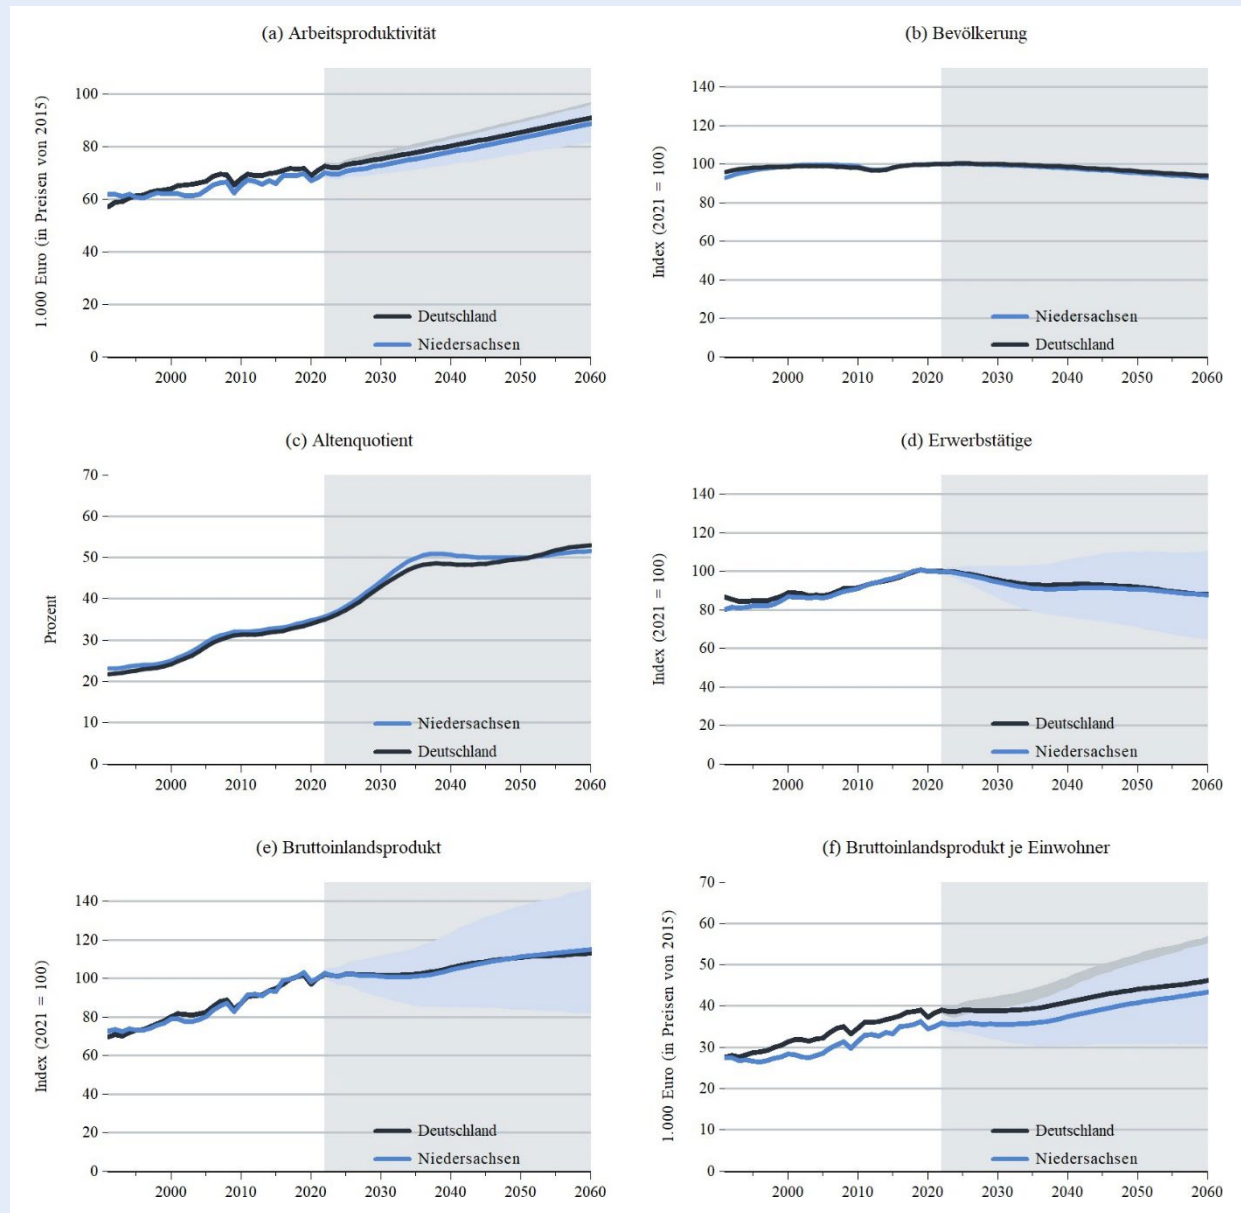 (a) Arbeitsproduktivität
1.000 Euro (in Preisen von 2015)
100
80
60
40
20
0
Deutschland
Niedersachsen
2000 2010 2020 2030 2040 2050 2060
(b) Bevölkerung
Index (2021 = 100)
140
120
100
80
60
40
20
0
Niedersachsen
Deutschland
2000 2010 2020 2030 2040 2050 2060
(c) Altenquotient
Prozent
70
60
50
40
30
20
10
0
Niedersachsen
Deutschland
2000 2010 2020 2030 2040 2050 2060
(d) Erwerbstätige
Index (2021 = 100)
140
120
100
80
60
40
20
0
Deutschland
Niedersachsen
2000 2010 2020 2030 2040 2050 2060
(e) Bruttoinlandsprodukt
Index (2021 = 100)
140
120
100
80
60
40
20
0
Deutschland
Niedersachsen
2000 2010 2020 2030 2040 2050 2060
(f) Bruttoinlandsprodukt je Einwohner
1.000 Euro (in Preisen von 2015)
70
60
50
40
30
20
10
0
Deutschland
Niedersachsen
2000 2010 2020 2030 2040 2050 2060